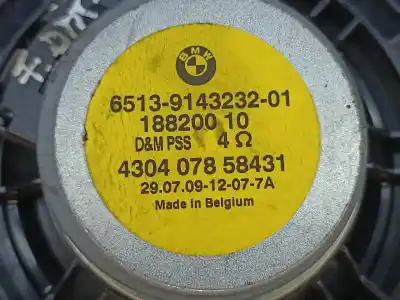 BMW
6513-9143232-01
188200 10
D&M PSS 4 Ω
4304 078 58431
29.07.09-12-07-7A
Made in Belgium